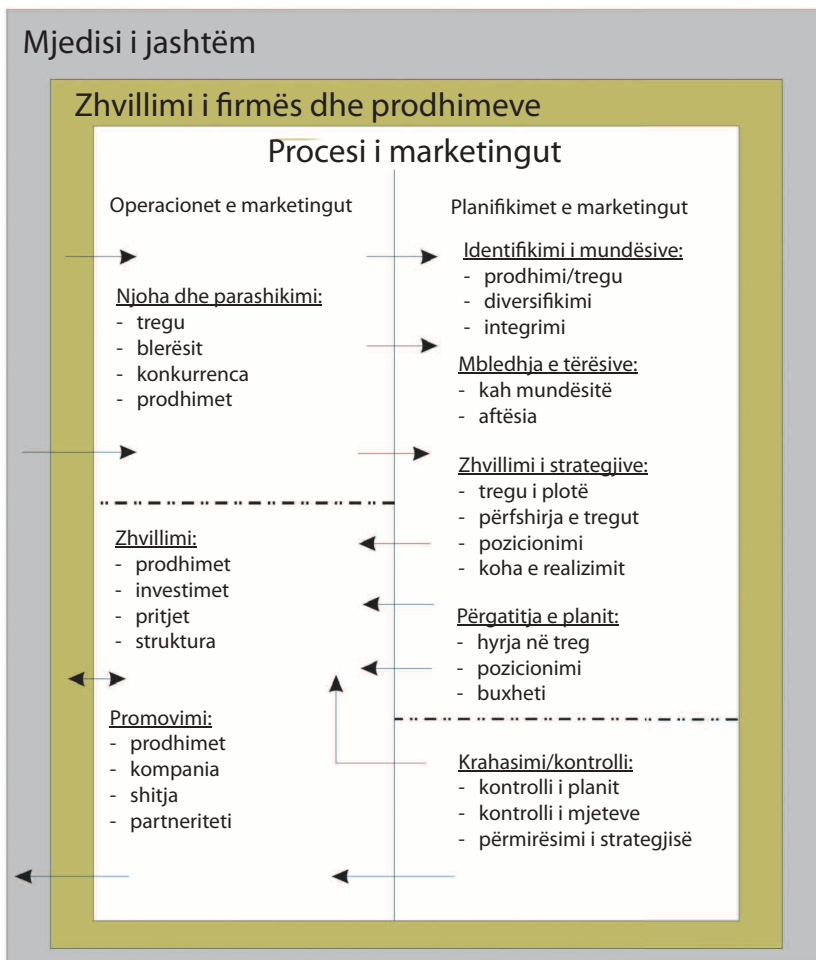 Mjedisi i jashtëm
Zhvillimi i firmës dhe prodhimeve
Procesi i marketingut
Operacionet e marketingut
Njoha dhe parashikimi:
- tregu
- blerësit
- konkurrenca
- prodhimet
Zhvillimi:
- prodhimet
- investimet
- pritjet
- struktura
Promovimi:
- prodhimet
- kompania
- shitja
- partneriteti
Planifikimet e marketingut
Identifikimi i mundësive:
- prodhimi/tregu
- diversifikimi
- integrimi
Mbledhja e tërësive:
- kah mundësitë
- aftësia
Zhvillimi i strategjive:
- tregu i plotë
- përfshirja e tregut
- pozicionimi
- koha e realizimit
Përgatitja e planit:
- hyrja në treg
- pozicionimi
- buxheti
Krahasimi/kontrolli:
- kontrolli i planit
- kontrolli i mjeteve
- përmirësimi i strategjisë